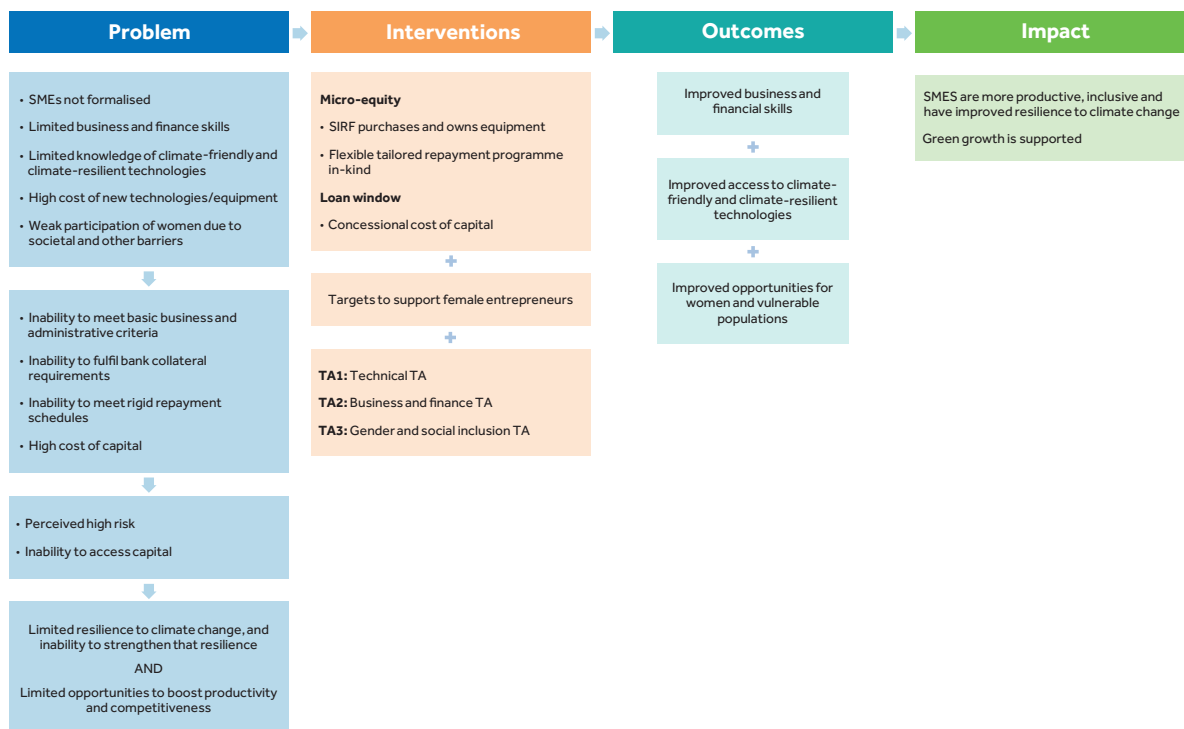 Problem
Interventions
Outcomes
Impact
• SMEs not formalised
• Limited business and finance skills
• Limited knowledge of climate-friendly and
climate-resilient technologies
• High cost of new technologies/equipment
• Weak participation of women due to
societal and other barriers
• Inability to meet basic business and
administrative criteria
• Inability to fulfil bank collateral
requirements
• Inability to meet rigid repayment
schedules
• High cost of capital
• Perceived high risk
• Inability to access capital
Limited resilience to climate change, and
inability to strengthen that resilience
AND
Limited opportunities to boost productivity
and competitiveness
Micro-equity
• SIRF purchases and owns equipment
• Flexible tailored repayment programme
in-kind
Loan window
• Concessional cost of capital
+
Targets to support female entrepreneurs
+
TA1: Technical TA
TA2: Business and finance TA
TA3: Gender and social inclusion TA
Improved business and
financial skills
+
Improved access to climate-
friendly and climate-resilient
technologies
+
Improved opportunities for
women and vulnerable
populations
SMES are more productive, inclusive and
have improved resilience to climate change
Green growth is supported